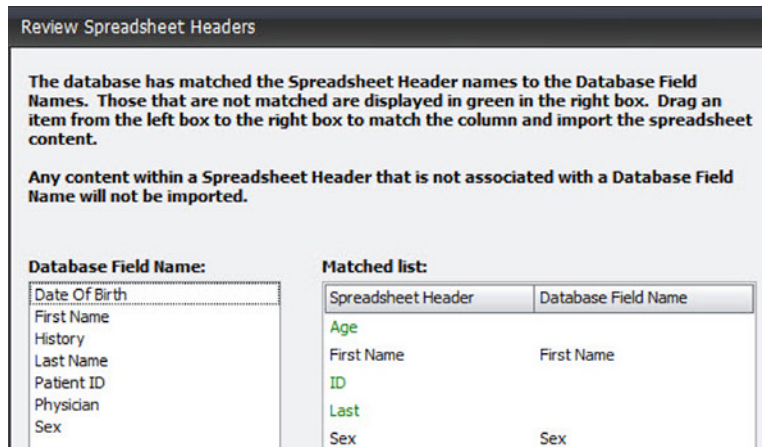 Review Spreadsheet Headers
The database has matched the Spreadsheet Header names to the Database Field
Names. Those that are not matched are displayed in green in the right box. Drag an
item from the left box to the right box to match the column and import the spreadsheet
content.
Any content within a Spreadsheet Header that is not associated with a Database Field
Name will not be imported.
Database Field Name:
Date Of Birth
First Name
History
Last Name
Patient ID
Physician
Sex
Matched list:
Spreadsheet Header Database Field Name
Age
First Name First Name
ID
Last
Sex Sex